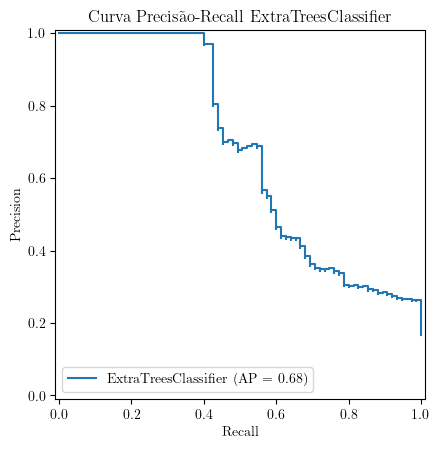 Curva Precisão-Recall ExtraTreesClassifier
1.0
0.8
0.6
0.4
0.2
0.0
Precision
0.0 0.2 0.4 0.6 0.8 1.0
Recall
ExtraTreesClassifier (AP = 0.68)